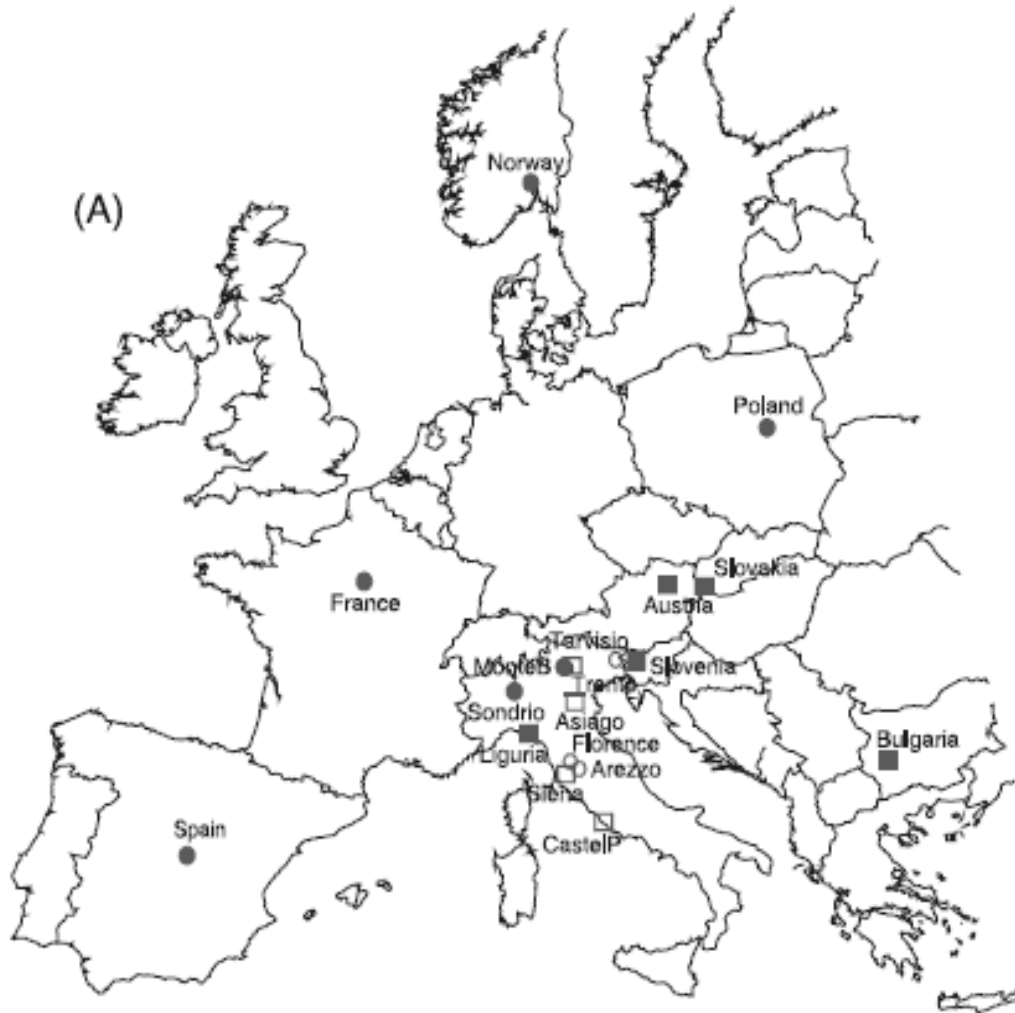 Norway
(A)
Poland
Slovakia
France
Austria
Tarvisio
MonteB
Slovenia
Trento
Sondrio
Asiago
Liguria
Florence
Bulgaria
Arezzo
Siena
Spain
CastelP